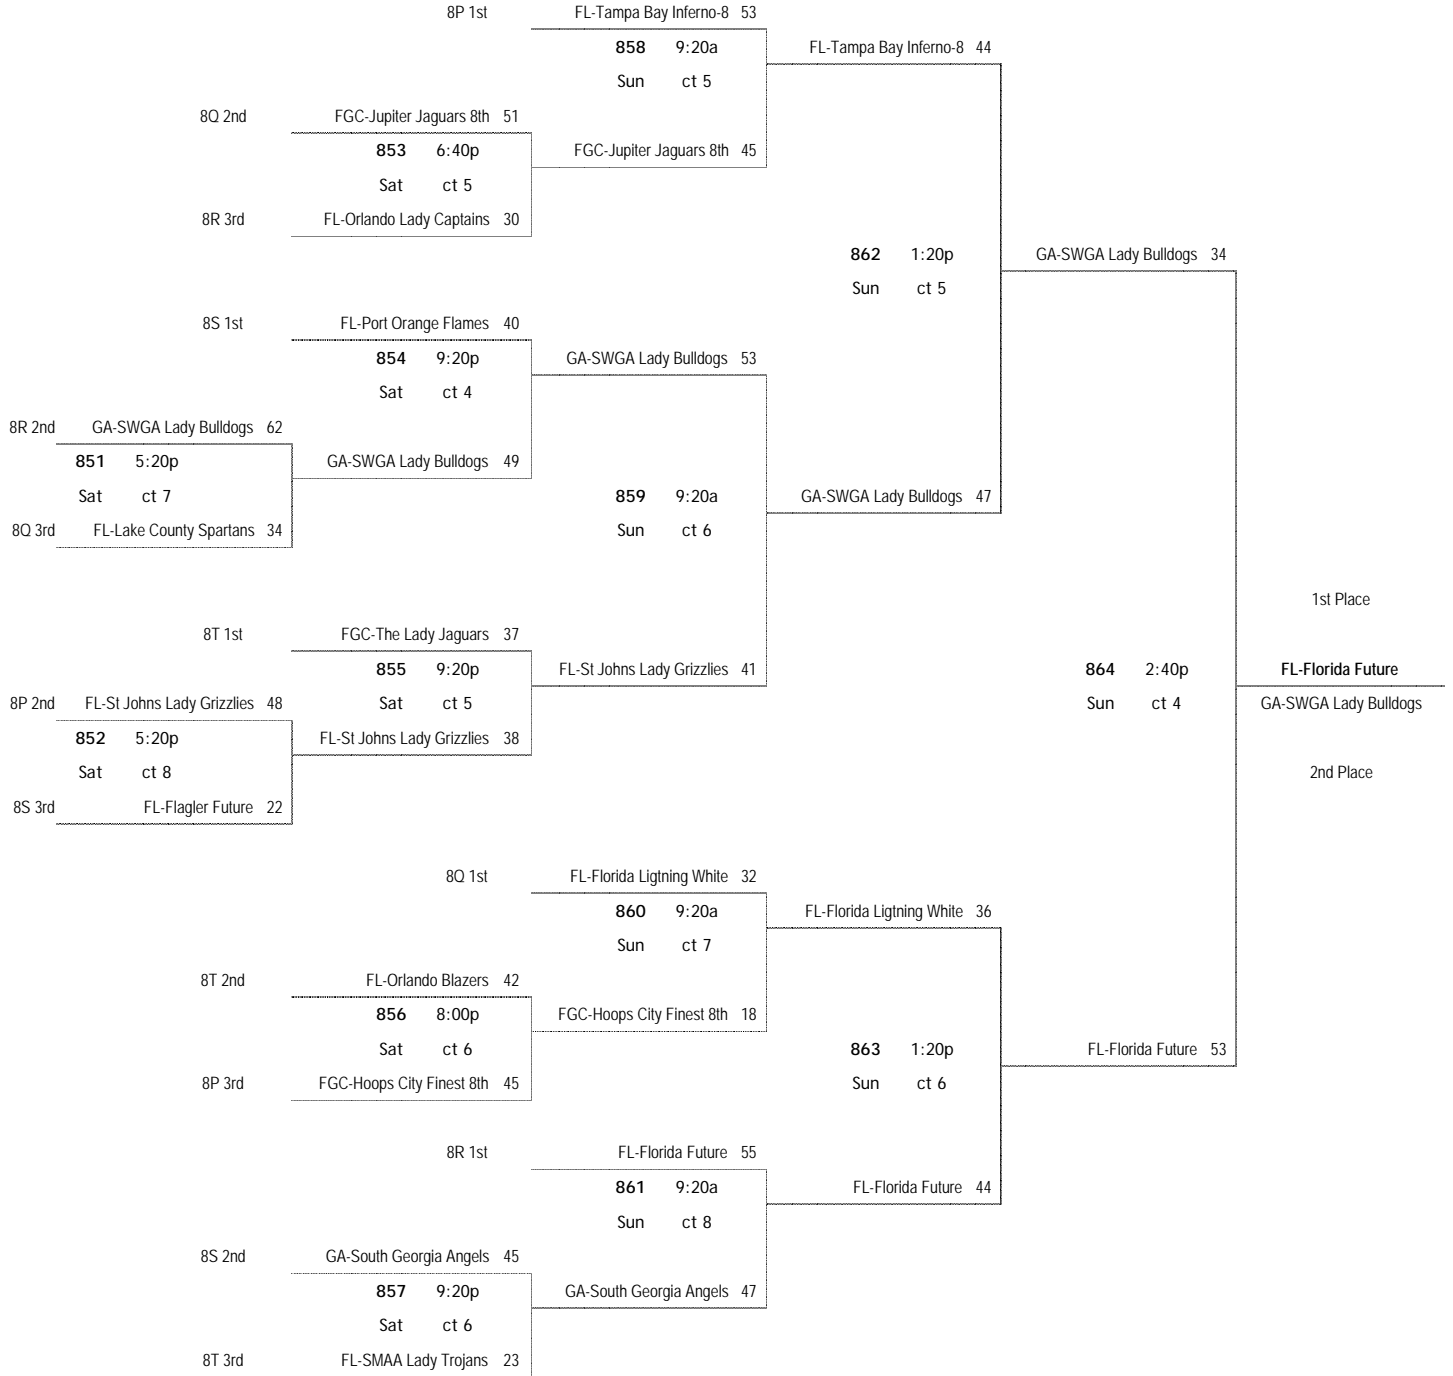 8P 1st FL-Tampa Bay Inferno-8 53
858 9:20a FL-Tampa Bay Inferno-8 44
Sun ct 5
8Q 2nd FGC-Jupiter Jaguars 8th 51
853 6:40p FGC-Jupiter Jaguars 8th 45
Sat ct 5
8R 3rd FL-Orlando Lady Captains 30
862 1:20p GA-SWGA Lady Bulldogs 34
Sun ct 5
8S 1st FL-Port Orange Flames 40
854 9:20p GA-SWGA Lady Bulldogs 53
Sat ct 4
8R 2nd GA-SWGA Lady Bulldogs 62
851 5:20p GA-SWGA Lady Bulldogs 49
Sat ct 7 859 9:20a GA-SWGA Lady Bulldogs 47
8Q 3rd FL-Lake County Spartans 34 Sun ct 6
1st Place
8T 1st FGC-The Lady Jaguars 37
855 9:20p FL-St Johns Lady Grizzlies 41 864 2:40p FL-Florida Future
8P 2nd FL-St Johns Lady Grizzlies 48 Sat ct 5 Sun ct 4 GA-SWGA Lady Bulldogs
852 5:20p FL-St Johns Lady Grizzlies 38
Sat ct 8 2nd Place
8S 3rd FL-Flagler Future 22
8Q 1st FL-Florida Ligtning White 32
860 9:20a FL-Florida Ligtning White 36
Sun ct 7
8T 2nd FL-Orlando Blazers 42
856 8:00p FGC-Hoops City Finest 8th 18
Sat ct 6 863 1:20p FL-Florida Future 53
8P 3rd FGC-Hoops City Finest 8th 45 Sun ct 6
8R 1st FL-Florida Future 55
861 9:20a FL-Florida Future 44
Sun ct 8
8S 2nd GA-South Georgia Angels 45
857 9:20p GA-South Georgia Angels 47
Sat ct 6
8T 3rd FL-SMAA Lady Trojans 23